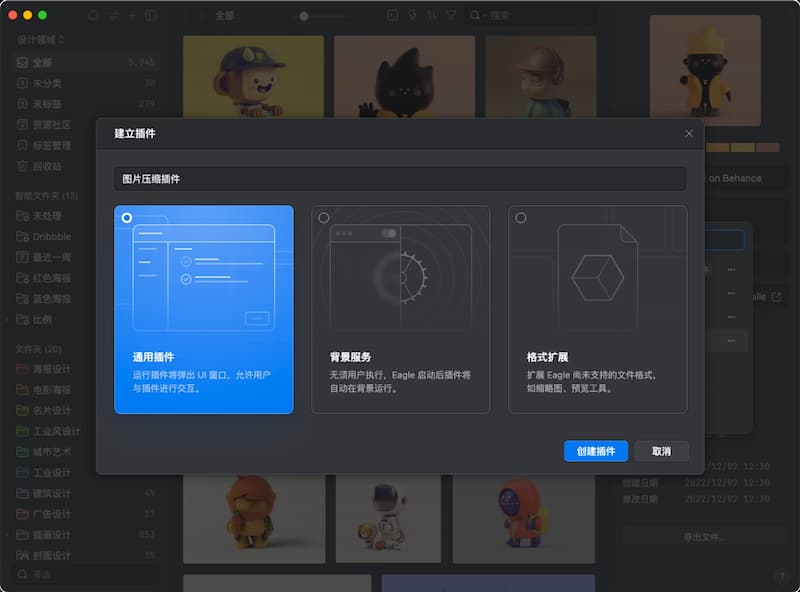 全部
搜索
设计领域
全部 5,945
未分类 38
未标签 279
资源社区
标签管理
回收站
智能文件夹 (13)
未处理
Dribbble
最近一周
红色海报
蓝色海报
比例
文件夹 (20)
海报设计
电影海报
名片设计
工业风设计
城市艺术
工业设计
建筑设计 49
广告设计 33
插画设计 853
封面设计 35
筛选
建立插件
图片压缩插件
通用插件
运行插件将弹出 UI 窗口，允许用户
与插件进行交互。
背景服务
无须用户执行，Eagle 启动后插件将
自动在背景运行。
格式扩展
扩展 Eagle 尚未支持的文件格式，
如缩略图、预览工具。
创建插件
取消
on Behance
2/12/02 12:30
创建日期 2022/12/02 12:30
修改日期 2022/12/02 12:30
导出文件...
?